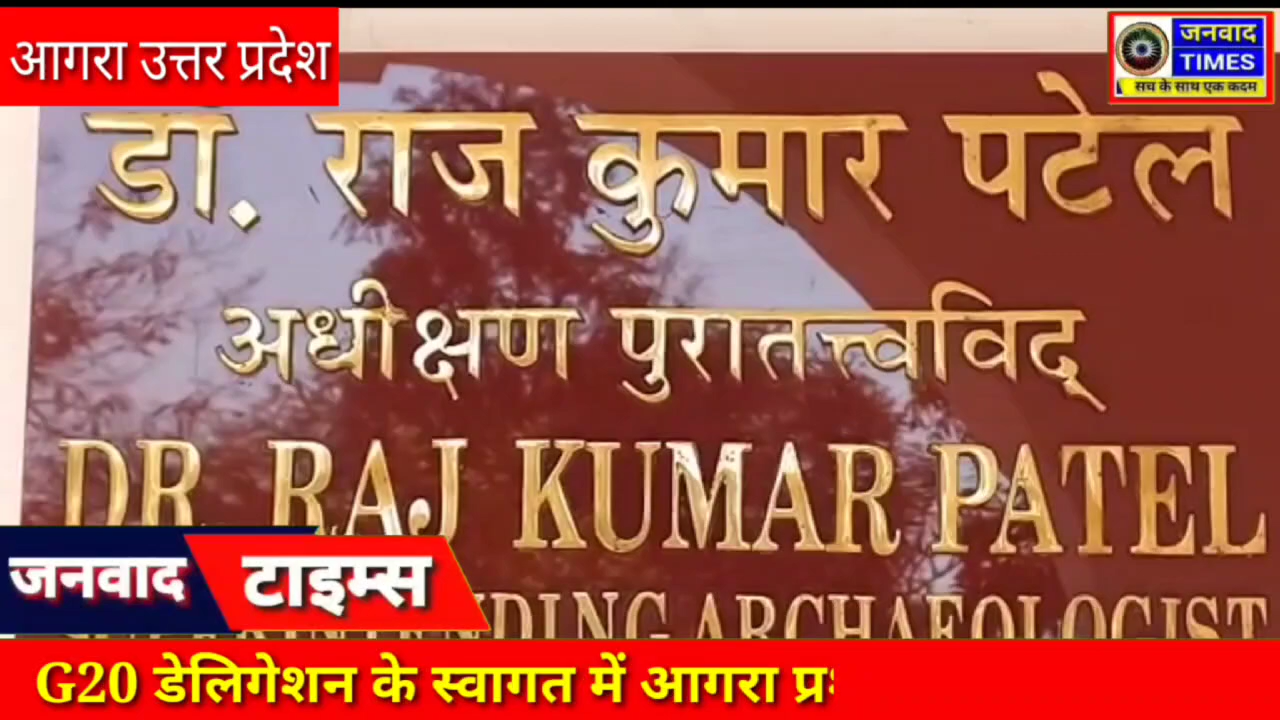 आगरा उत्तर प्रदेश
जनवाद
TIMES
सच के साथ एक कदम
डॉ. राज कुमार पटेल
अधीक्षण पुरातत्त्वविद्
DR. RAJ KUMAR PATEL
ARCHAEOLOGIST
जनवाद टाइम्स
G20 डेलिगेशन के स्वागत में आगरा